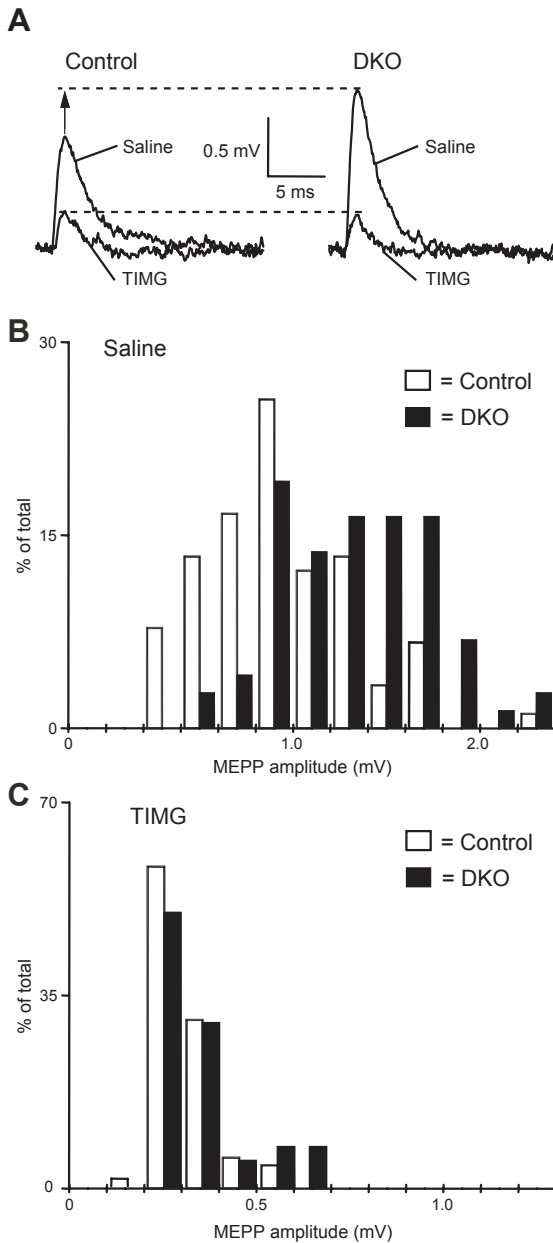 A
Control
DKO
Saline
0.5 mV
5 ms
Saline
TIMG
TIMG
B
Saline
30
15
0
% of total
= Control
= DKO
0
1.0
2.0
MEPP amplitude (mV)
C
TIMG
70
35
0
% of total
= Control
= DKO
0
0.5
1.0
MEPP amplitude (mV)